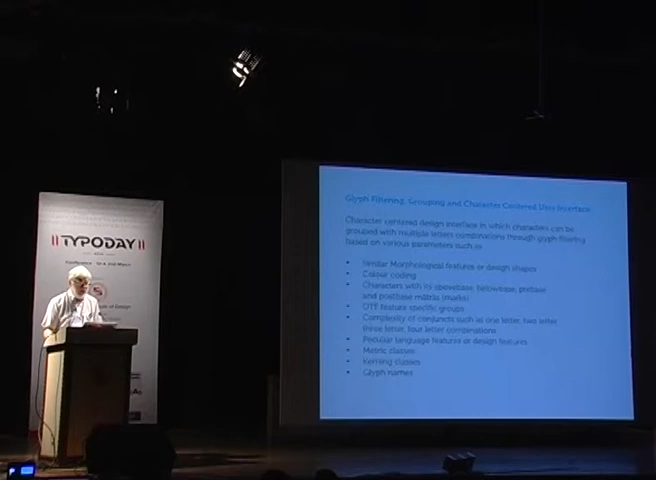 TYPODAY
of Design
Glyph Filtering, Grouping and Character Centered User Interface
Character centered design interface in which characters can be
grouped with multiple letters combinations through glyph filtering
based on various parameters such as
• Similar Morphological features or design shapes
• Colour coding
• Characters with its abovebase, belowbase, prebase
and postbase matras (marks)
• OTF feature specific groups
• Complexity of conjuncts such as one letter, two letter
three letter, four letter combinations
• Peculiar language features or design features
• Metric classes
• Kerning classes
• Glyph names